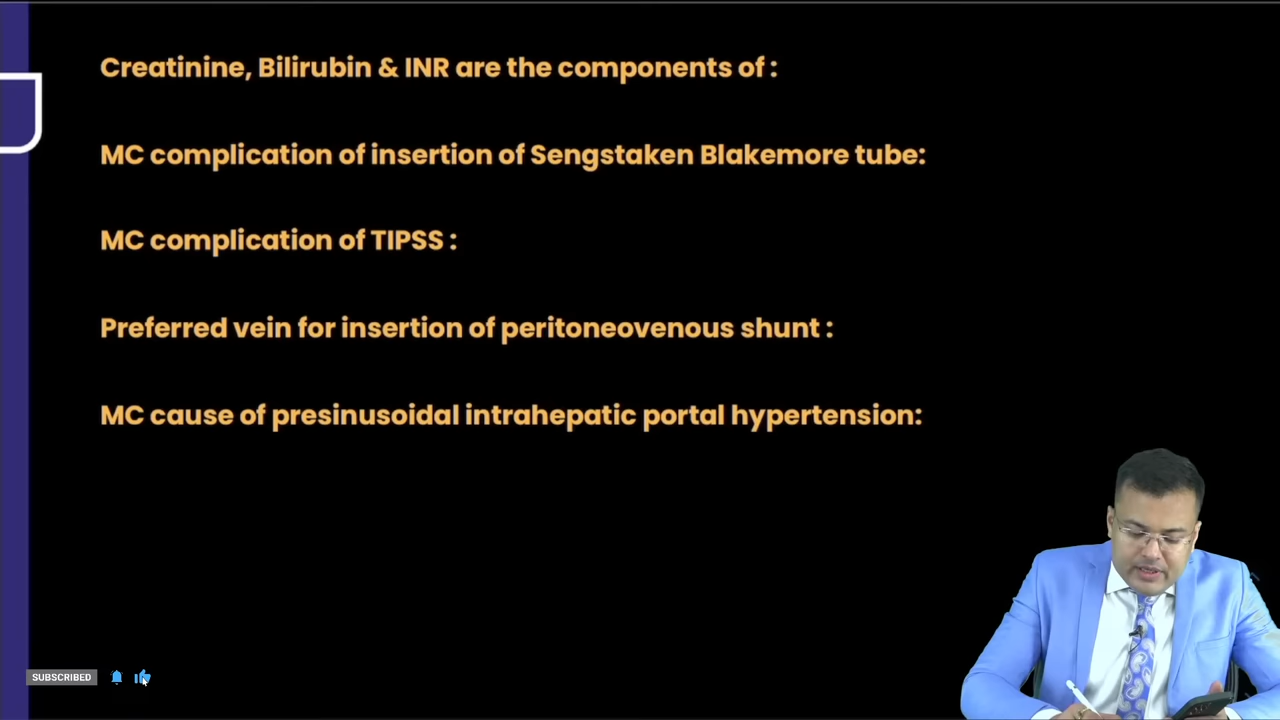 Creatinine, Bilirubin & INR are the components of :
MC complication of insertion of Sengstaken Blakemore tube:
MC complication of TIPSS :
Preferred vein for insertion of peritoneovenous shunt :
MC cause of presinusoidal intrahepatic portal hypertension:
SUBSCRIBED